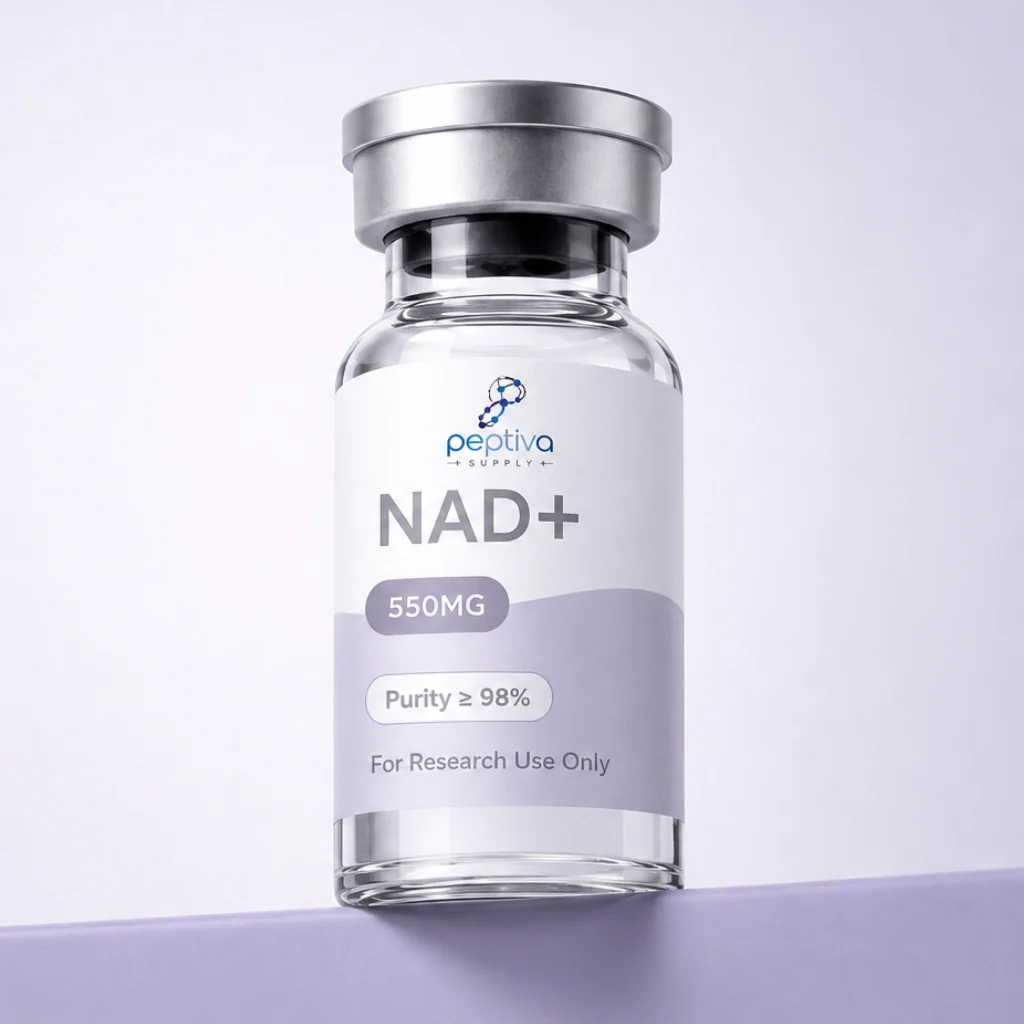 peptiva
SUPPLY
NAD+
550MG
Purity ≥ 98%
For Research Use Only